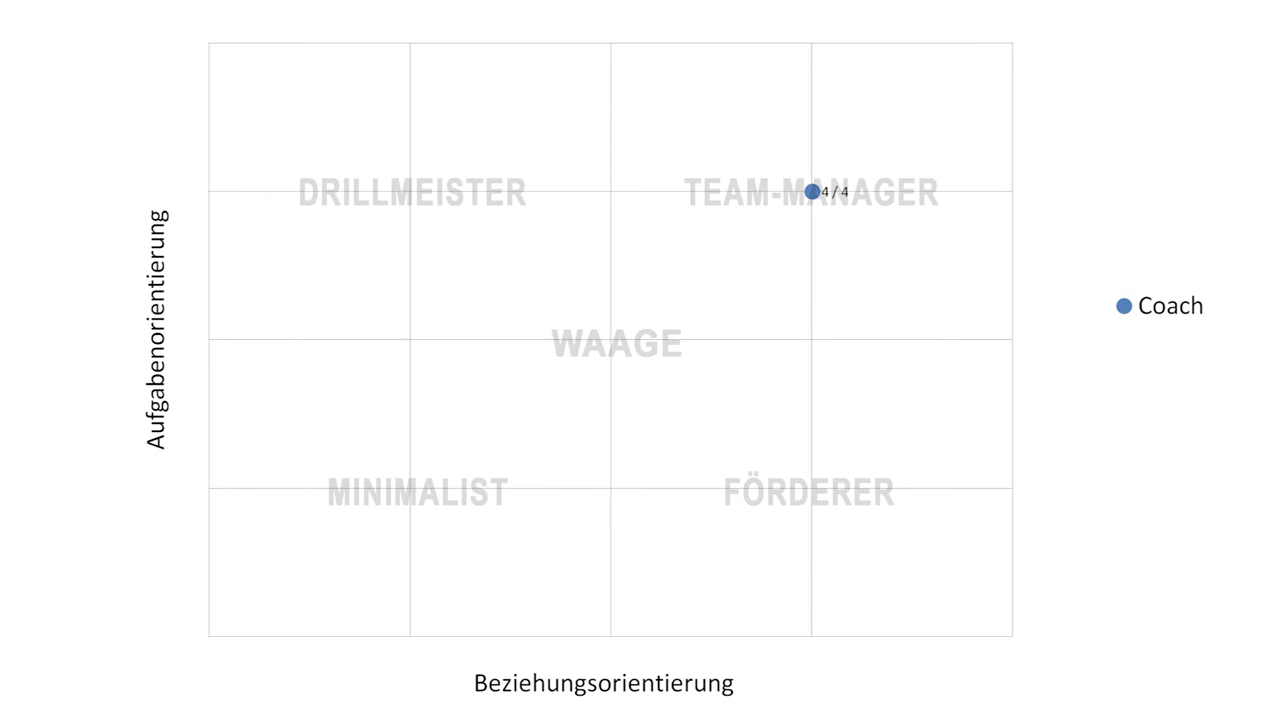 DRILLMEISTER
TEAM-MANAGER
4 / 4
Aufgabenorientierung
Coach
WAAGE
MINIMALIST
FÖRDERER
Beziehungsorientierung